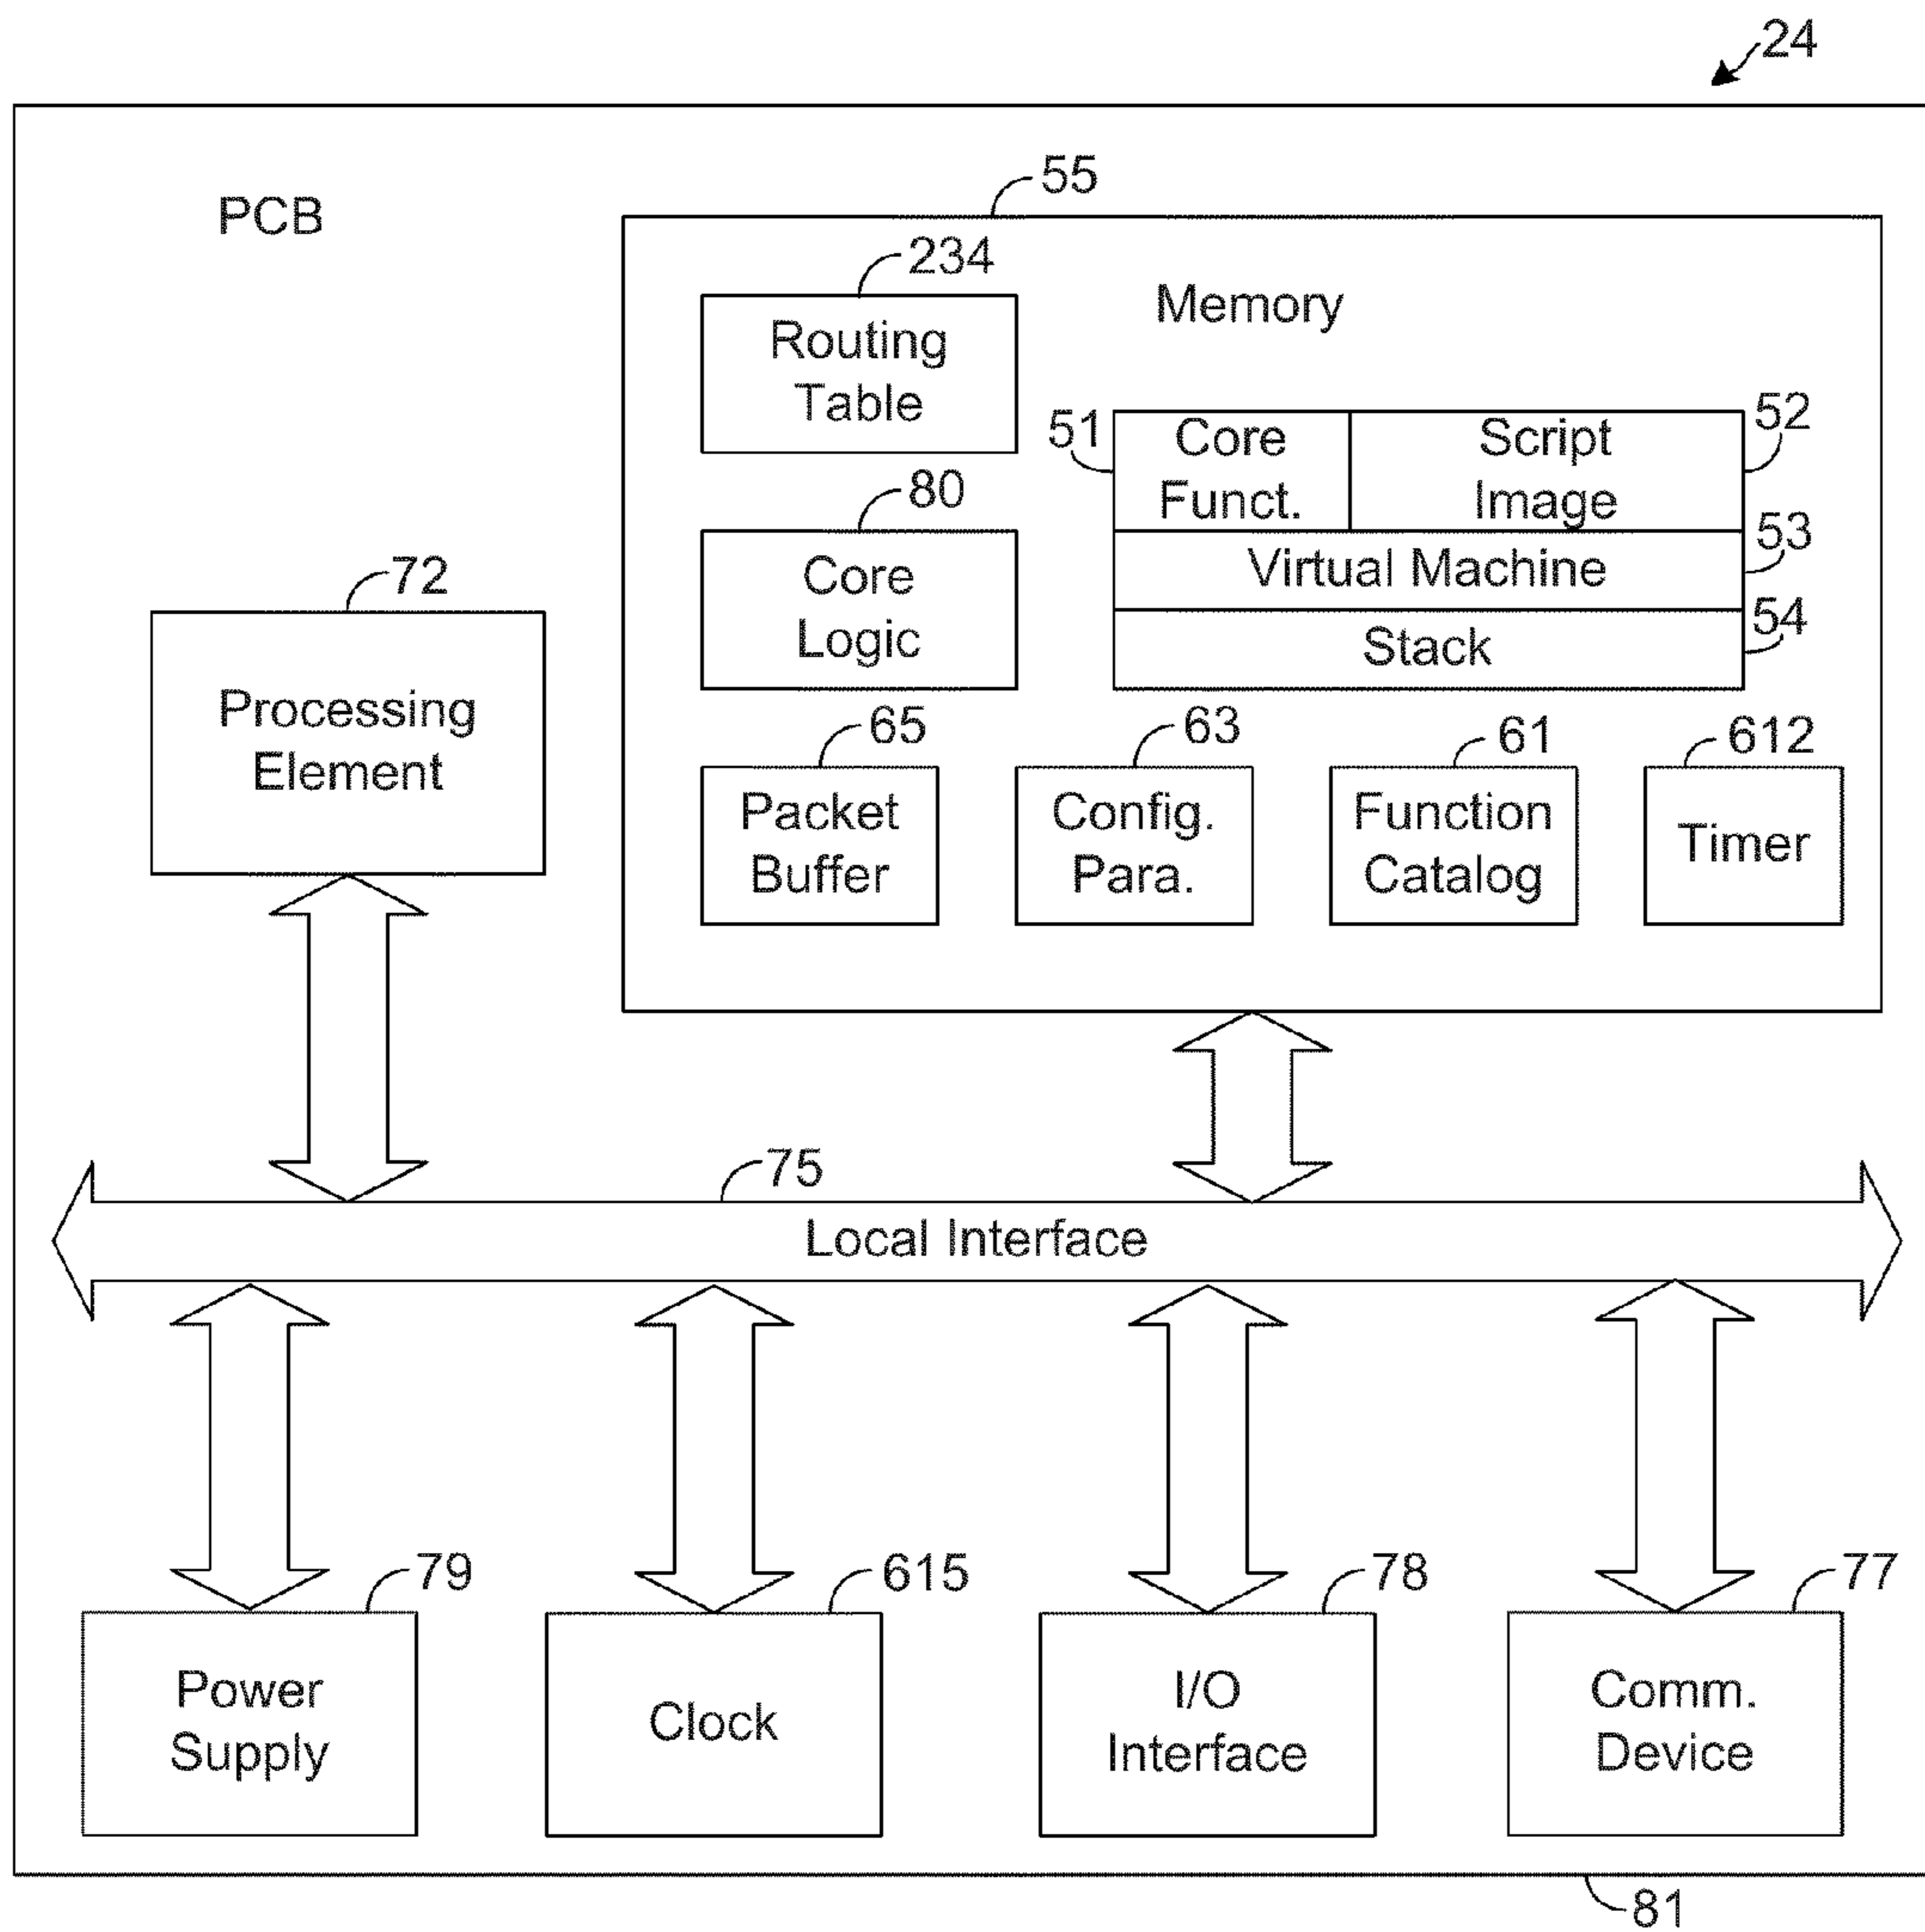 24
PCB
55
234
Memory
Routing
Table
51
Core
Funct.
Script
Image
52
80
Core
Logic
Virtual Machine
53
Stack
54
72
Processing
Element
65
Packet
Buffer
63
Config.
Para.
61
Function
Catalog
612
Timer
75
Local Interface
79
Power
Supply
615
Clock
78
I/O
Interface
77
Comm.
Device
81